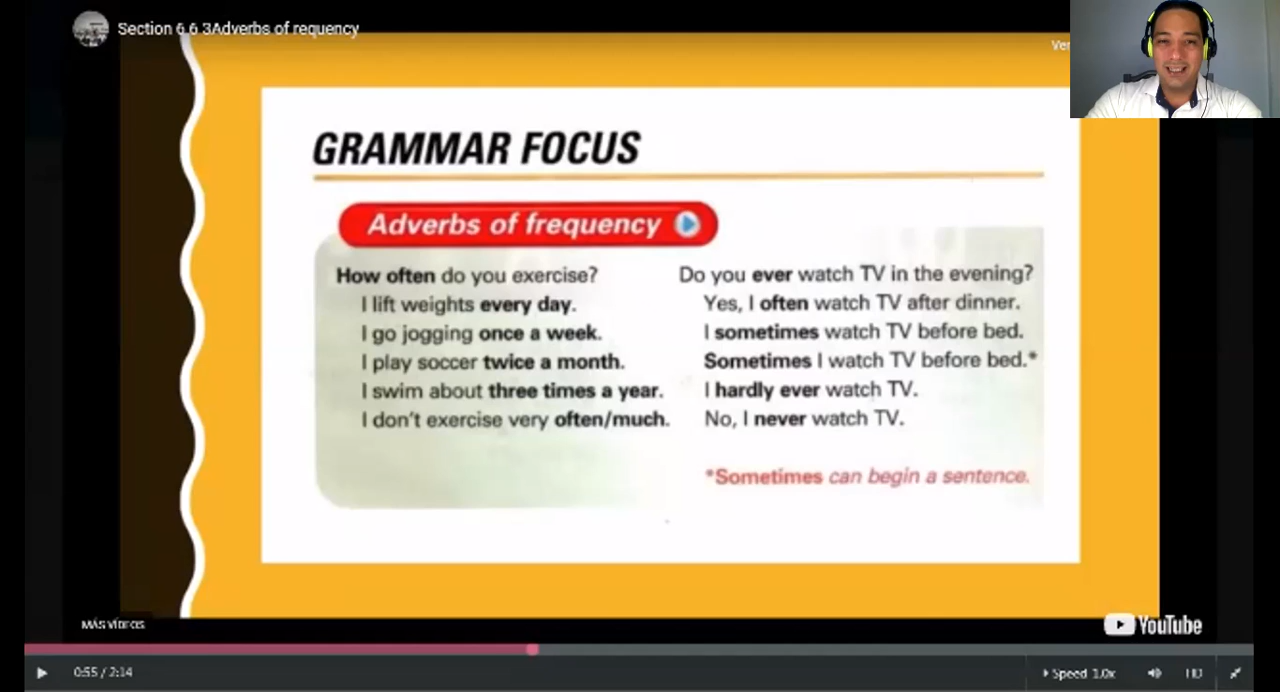 Section 6 6 3Adverbs of requency
Ver
GRAMMAR FOCUS
Adverbs of frequency
How often do you exercise?
I lift weights every day.
I go jogging once a week.
I play soccer twice a month.
I swim about three times a year.
I don't exercise very often/much.
Do you ever watch TV in the evening?
Yes, I often watch TV after dinner.
I sometimes watch TV before bed.
Sometimes I watch TV before bed.*
I hardly ever watch TV.
No, I never watch TV.
*Sometimes can begin a sentence.
MÁS VÍDEOS
YouTube
0:55 / 2:14
Speed 1.0x
HD